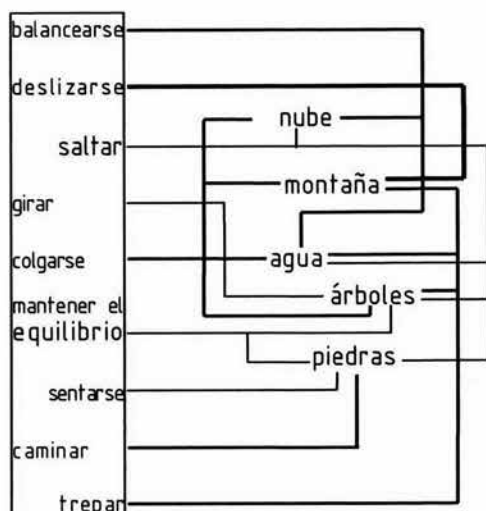 balancearse
deslizarse
nube
saltar
montaña
girar
colgarse
agua
árboles
mantener el
equilibrio
piedras
sentarse
caminar
trepar